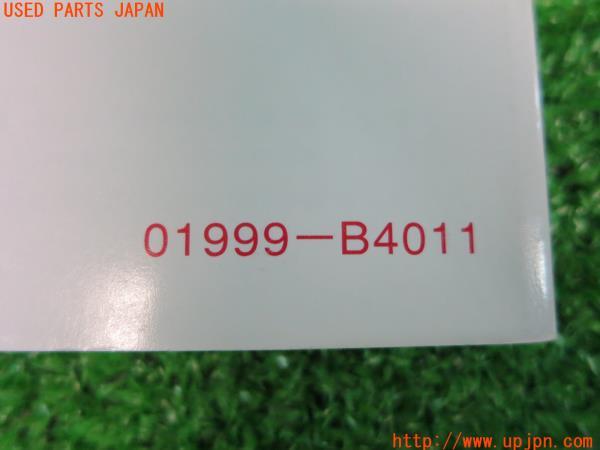 USED PARTS JAPAN
01999-B4011
http://www.upjpn.com